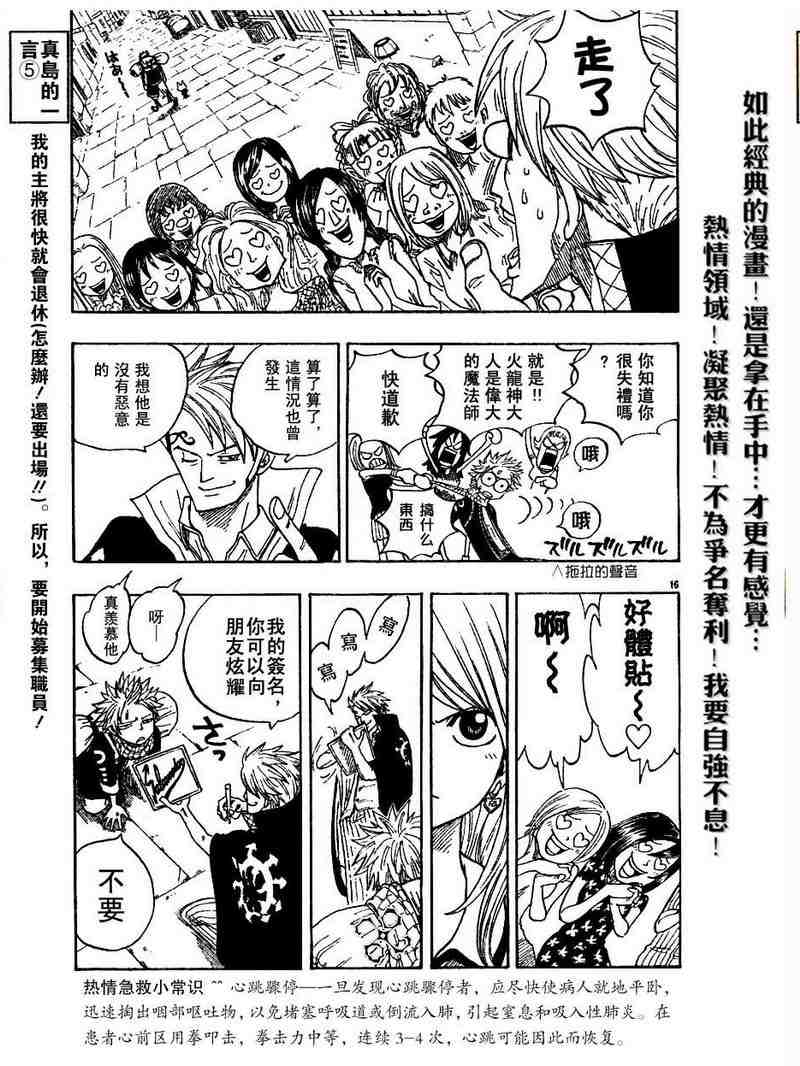 如此經典的漫畫！還是拿在手中…才更有感覺…
熱情領域！凝聚熱情！不為爭名奪利！我要自強不息！
走了
はぁ〜
你知道你
很失禮嗎
？
就是!!
火龍神大
人是偉大
的魔法師
快道歉
哦
哦
搞什么
東西
ズルズルズル
∧拖拉的聲音
算了算了，
這情況也曾
發生
我想他是
沒有惡意
的
16
好體貼〜♡
啊〜
寫
寫
寫
我的簽名，
你可以向
朋友炫耀
さっ
呀—
真羨慕他
不要
真島的一
言⑤
我的主將很快就會退休(怎麼辦！還要出場!!)。所以，要開始募集職員！
热情急救小常识 ^^ 心跳骤停——一旦发现心跳骤停者，应尽快使病人就地平卧，
迅速掏出咽部呕吐物，以免堵塞呼吸道或倒流入肺，引起窒息和吸入性肺炎。在
患者心前区用拳叩击，拳击力中等，连续 3-4 次，心跳可能因此而恢复。